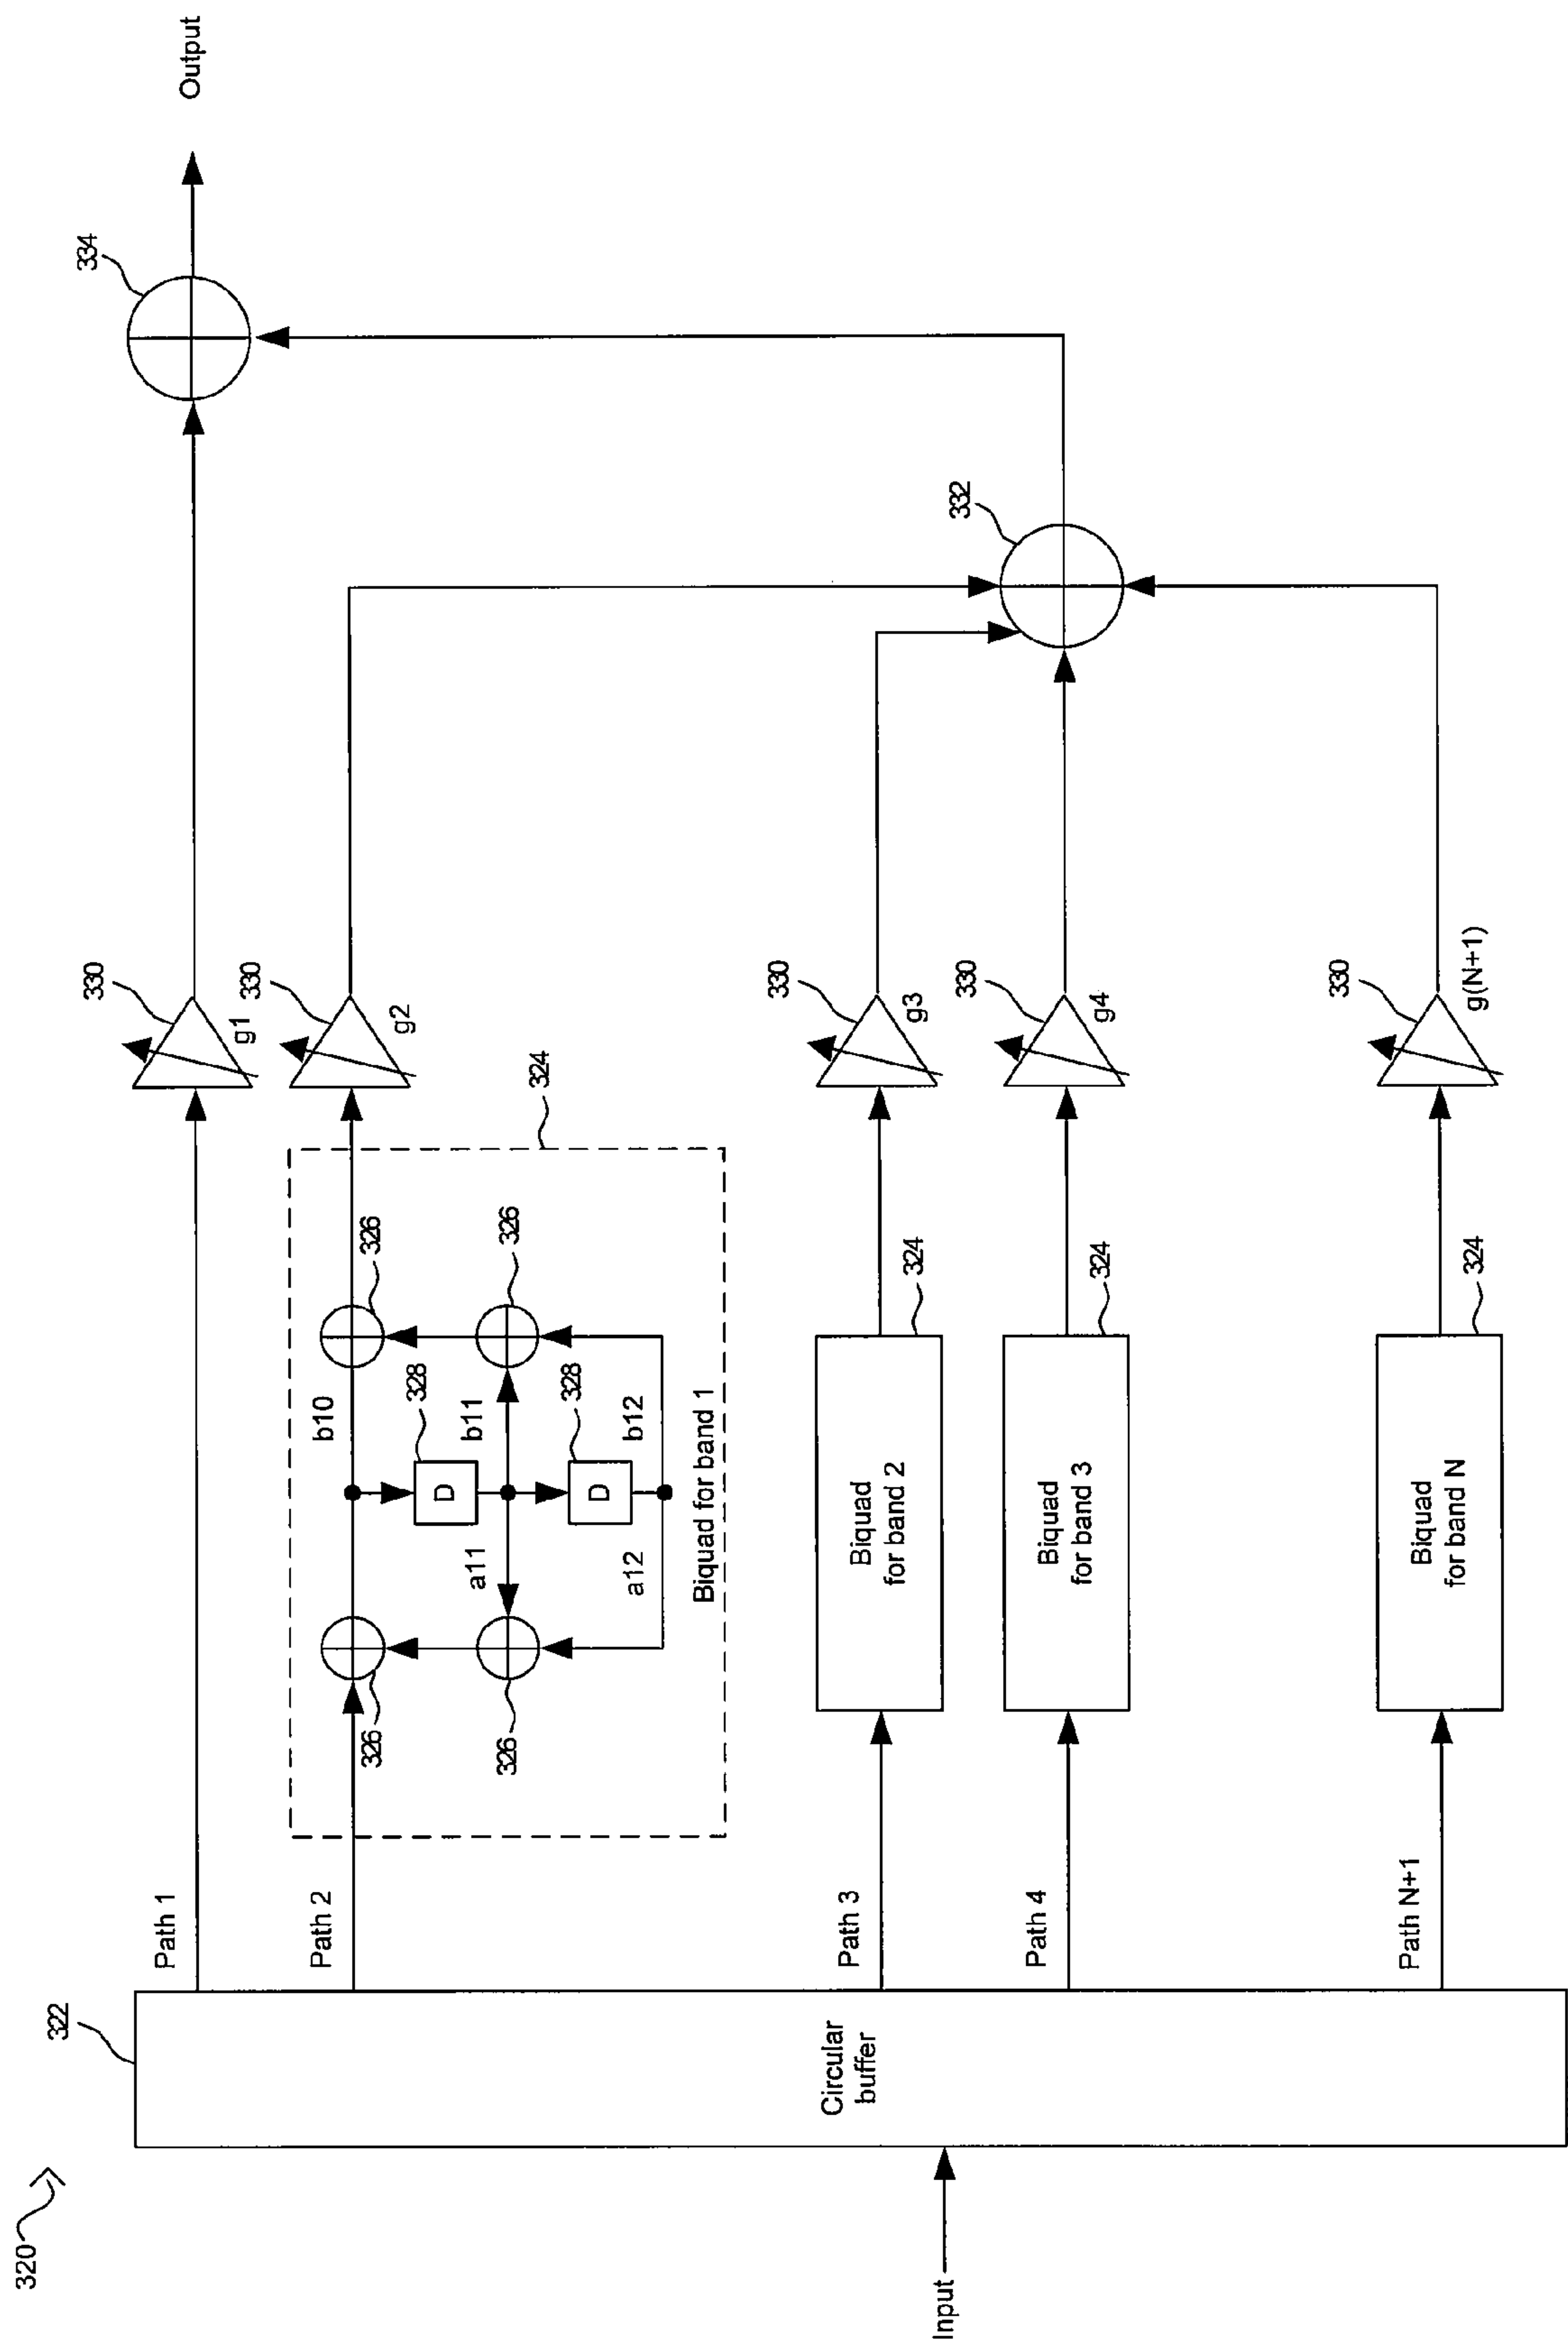 320
322
Input
Circular
buffer
Path 1
330
g1
334
Output
Path 2
326
b10
326
330
g2
328
D
a11
b11
326
326
328
D
a12
b12
Biquad for band 1
324
Path 3
Biquad
for band 2
324
330
g3
332
Path 4
Biquad
for band 3
324
330
g4
Path N+1
Biquad
for band N
324
330
g(N+1)